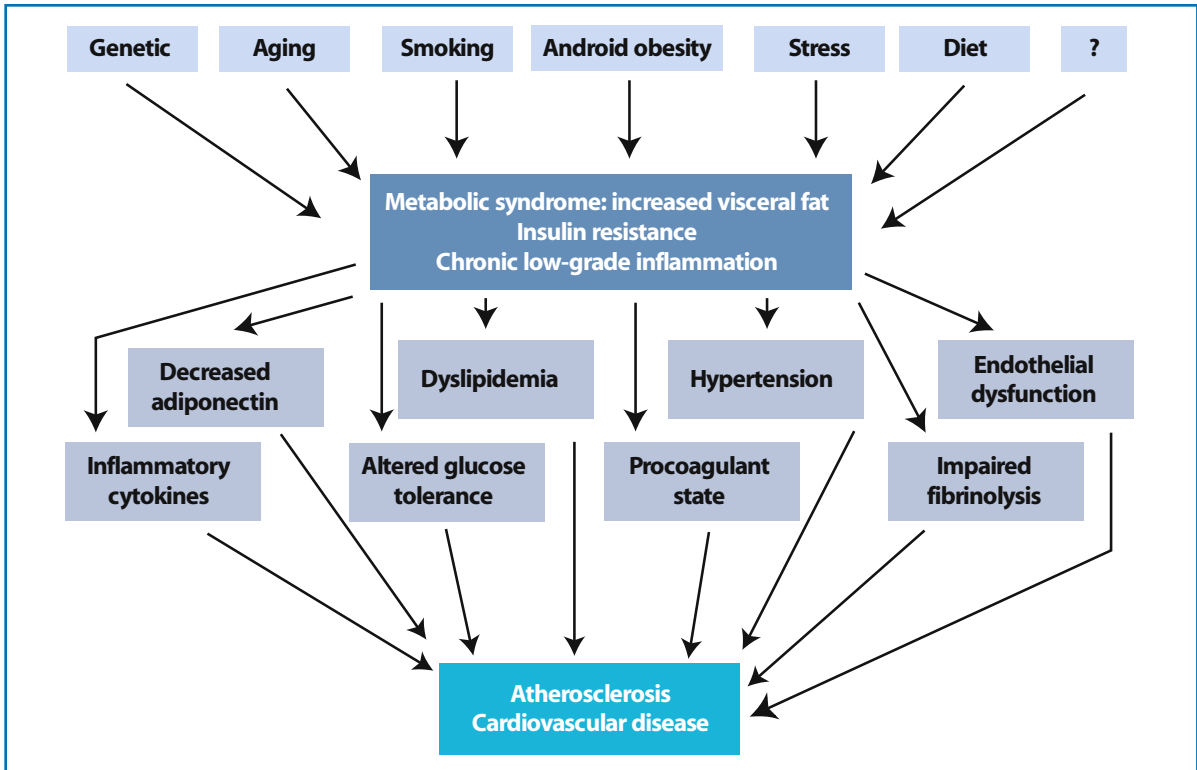 Genetic
Aging
Smoking
Android obesity
Stress
Diet
?
Metabolic syndrome: increased visceral fat
Insulin resistance
Chronic low-grade inflammation
Decreased
adiponectin
Dyslipidemia
Hypertension
Endothelial
dysfunction
Inflammatory
cytokines
Altered glucose
tolerance
Procoagulant
state
Impaired
fibrinolysis
Atherosclerosis
Cardiovascular disease